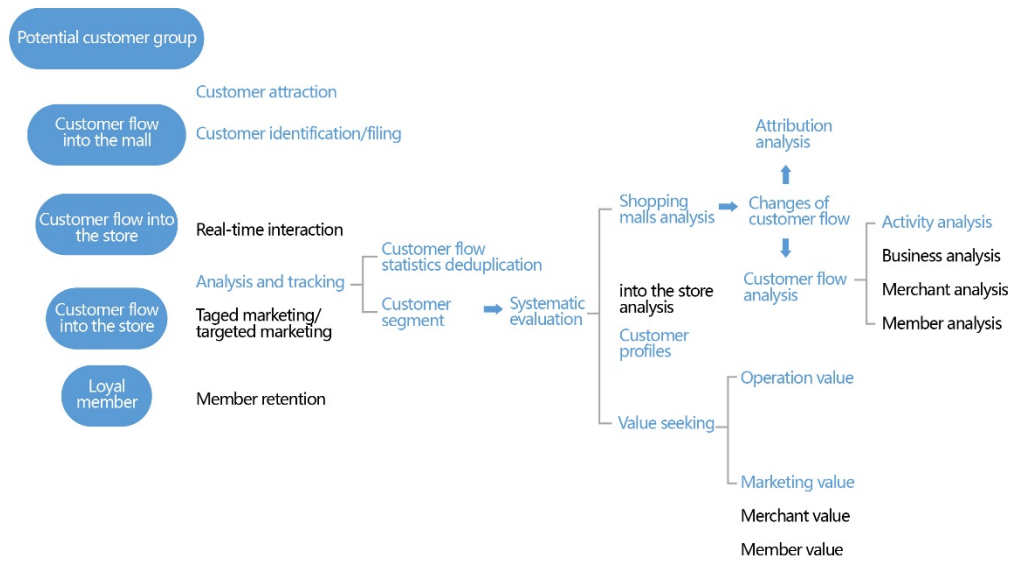 Potential customer group
Customer attraction
Customer flow
into the mall
Customer identification/filing
Customer flow into
the store
Real-time interaction
Analysis and tracking
Customer flow
statistics deduplication
Customer
segment
Customer flow
into the store
Taged marketing/
targeted marketing
Loyal
member
Member retention
Systematic
evaluation
Shopping
malls analysis
into the store
analysis
Customer
profiles
Value seeking
Attribution
analysis
Changes of
customer flow
Customer flow
analysis
Activity analysis
Business analysis
Merchant analysis
Member analysis
Operation value
Marketing value
Merchant value
Member value